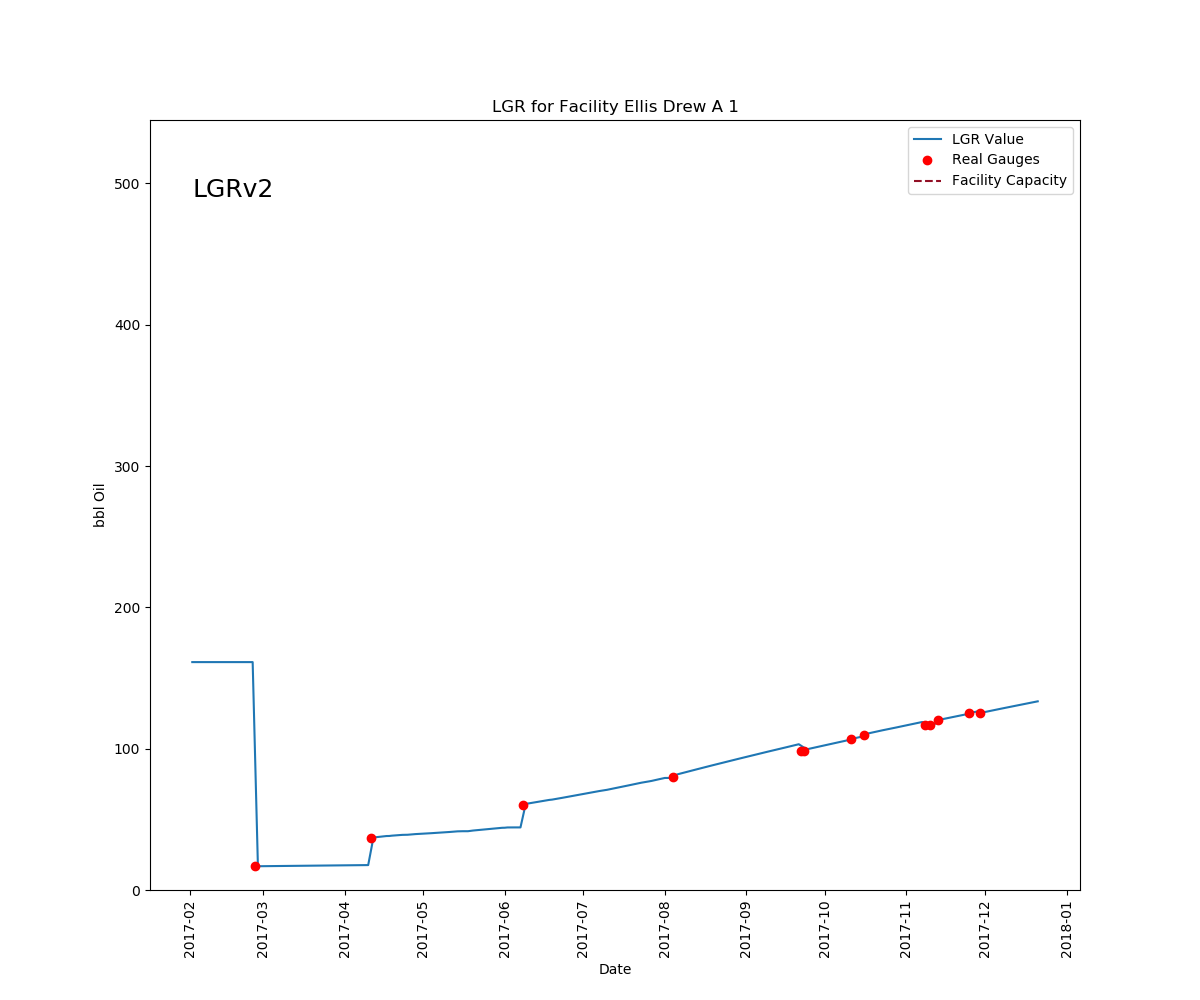 LGR for Facility Ellis Drew A 1
LGRv2
LGR Value
Real Gauges
Facility Capacity
bbl Oil
500
400
300
200
100
0
2017-02
2017-03
2017-04
2017-05
2017-06
2017-07
2017-08
2017-09
2017-10
2017-11
2017-12
2018-01
Date